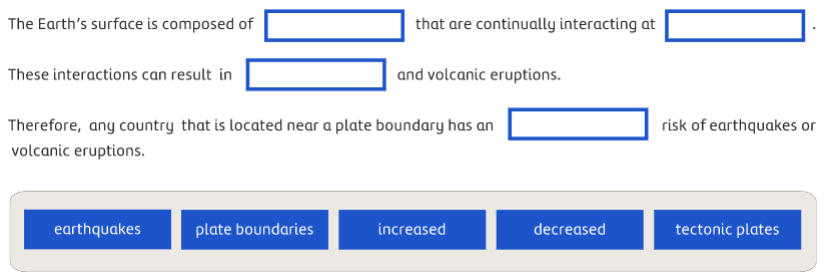 The Earth's surface is composed of that are continually interacting at .
These interactions can result in and volcanic eruptions.
Therefore, any country that is located near a plate boundary has an risk of earthquakes or
volcanic eruptions.
earthquakes plate boundaries increased decreased tectonic plates